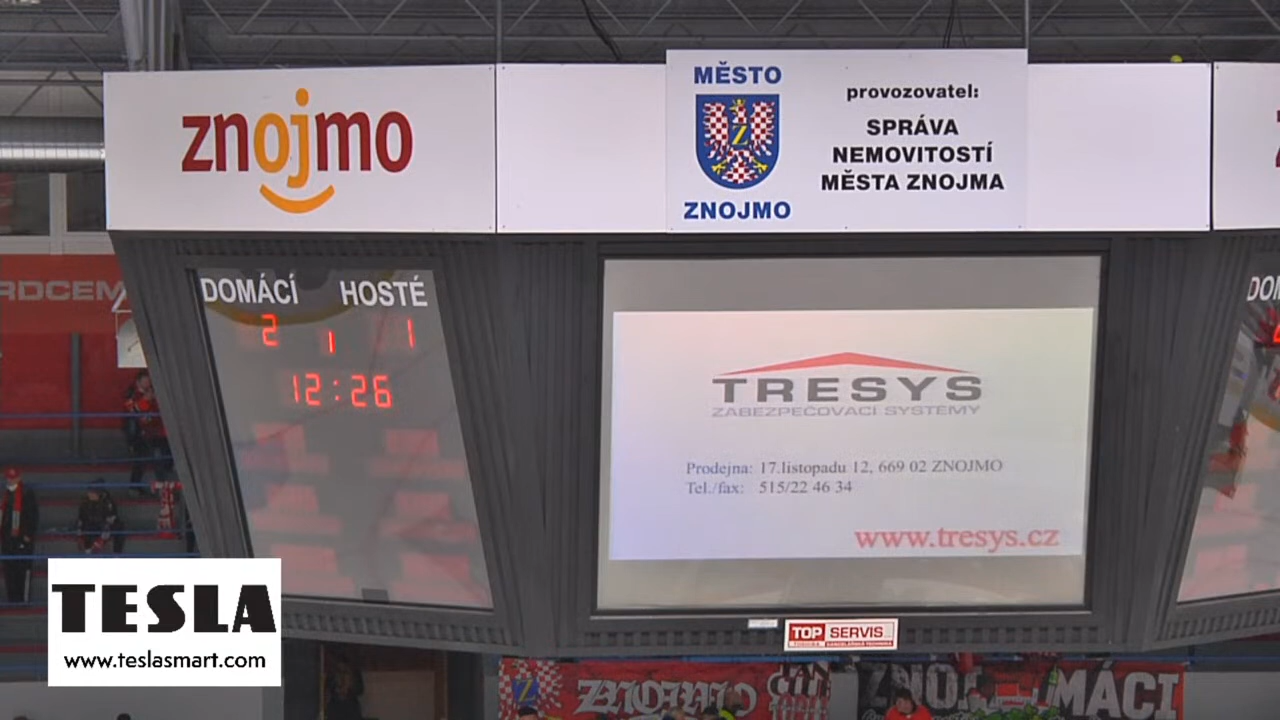 znojmo
MĚSTO
Z
ZNOJMO
provozovatel:
SPRÁVA
NEMOVITOSTÍ
MĚSTA ZNOJMA
DOMÁCÍ HOSTÉ
2 1 1
12:26
TRESYS
ZABEZPEČOVACÍ SYSTÉMY
Prodejna: 17.listopadu 12, 669 02 ZNOJMO
Tel./fax: 515/22 46 34
www.tresys.cz
TOP SERVIS
TESLA
www.teslasmart.com
ZNOJMO
MÁCI